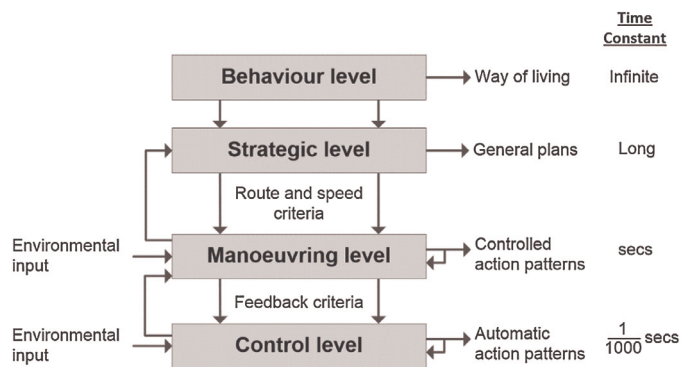 Time
Constant
Behaviour level
Way of living
Infinite
Strategic level
General plans
Long
Route and speed
criteria
Environmental
input
Manoeuvring level
Controlled
action patterns
secs
Feedback criteria
Environmental
input
Control level
Automatic
action patterns
1/1000 secs